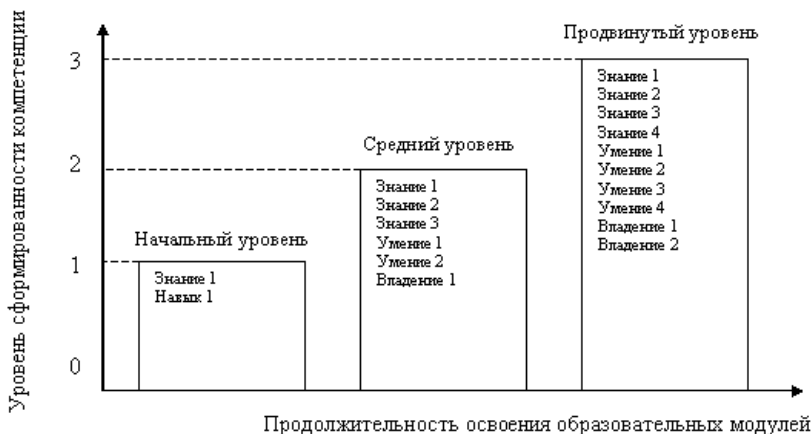 Уровень сформированности компетенции
3
2
1
0
Начальный уровень
Знание 1
Навык 1
Средний уровень
Знание 1
Знание 2
Знание 3
Умение 1
Умение 2
Владение 1
Продвинутый уровень
Знание 1
Знание 2
Знание 3
Знание 4
Умение 1
Умение 2
Умение 3
Умение 4
Владение 1
Владение 2
Продолжительность освоения образовательных модулей